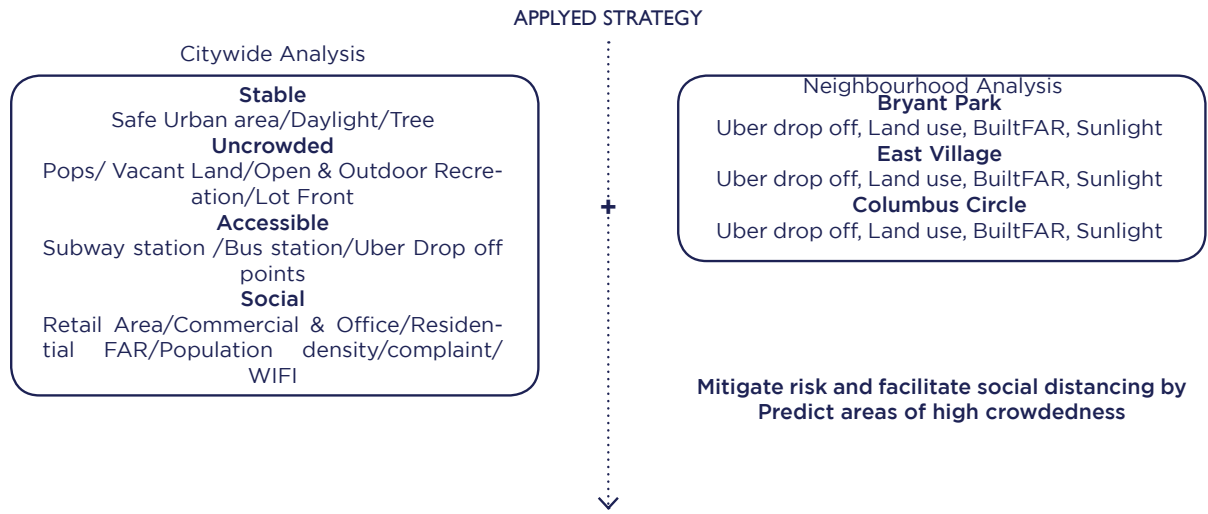 APPLYED STRATEGY
Citywide Analysis
Stable
Safe Urban area/Daylight/Tree
Uncrowded
Pops/ Vacant Land/Open & Outdoor Recre-
ation/Lot Front
Accessible
Subway station /Bus station/Uber Drop off
points
Social
Retail Area/Commercial & Office/Residen-
tial FAR/Population density/complaint/
WIFI
+
Neighbourhood Analysis
Bryant Park
Uber drop off, Land use, BuiltFAR, Sunlight
East Village
Uber drop off, Land use, BuiltFAR, Sunlight
Columbus Circle
Uber drop off, Land use, BuiltFAR, Sunlight
Mitigate risk and facilitate social distancing by
Predict areas of high crowdedness